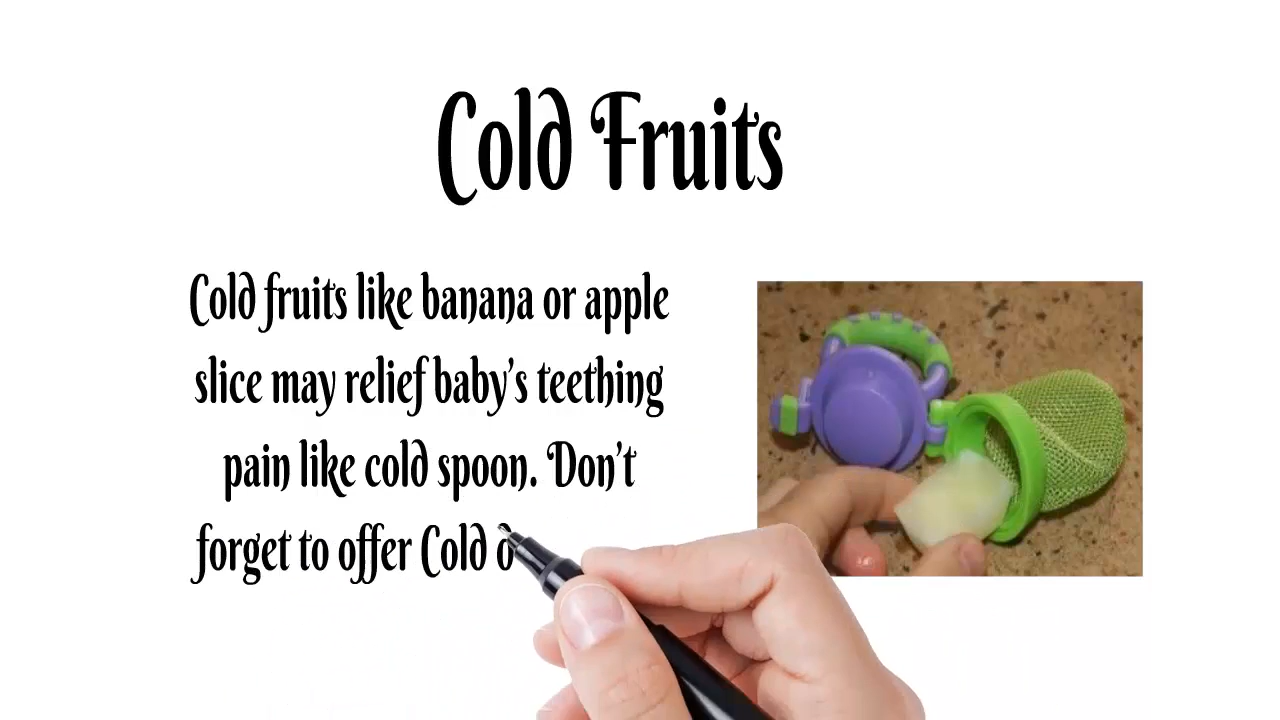 Cold Fruits
Cold fruits like banana or apple
slice may relief baby's teething
pain like cold spoon. Don't
forget to offer Cold